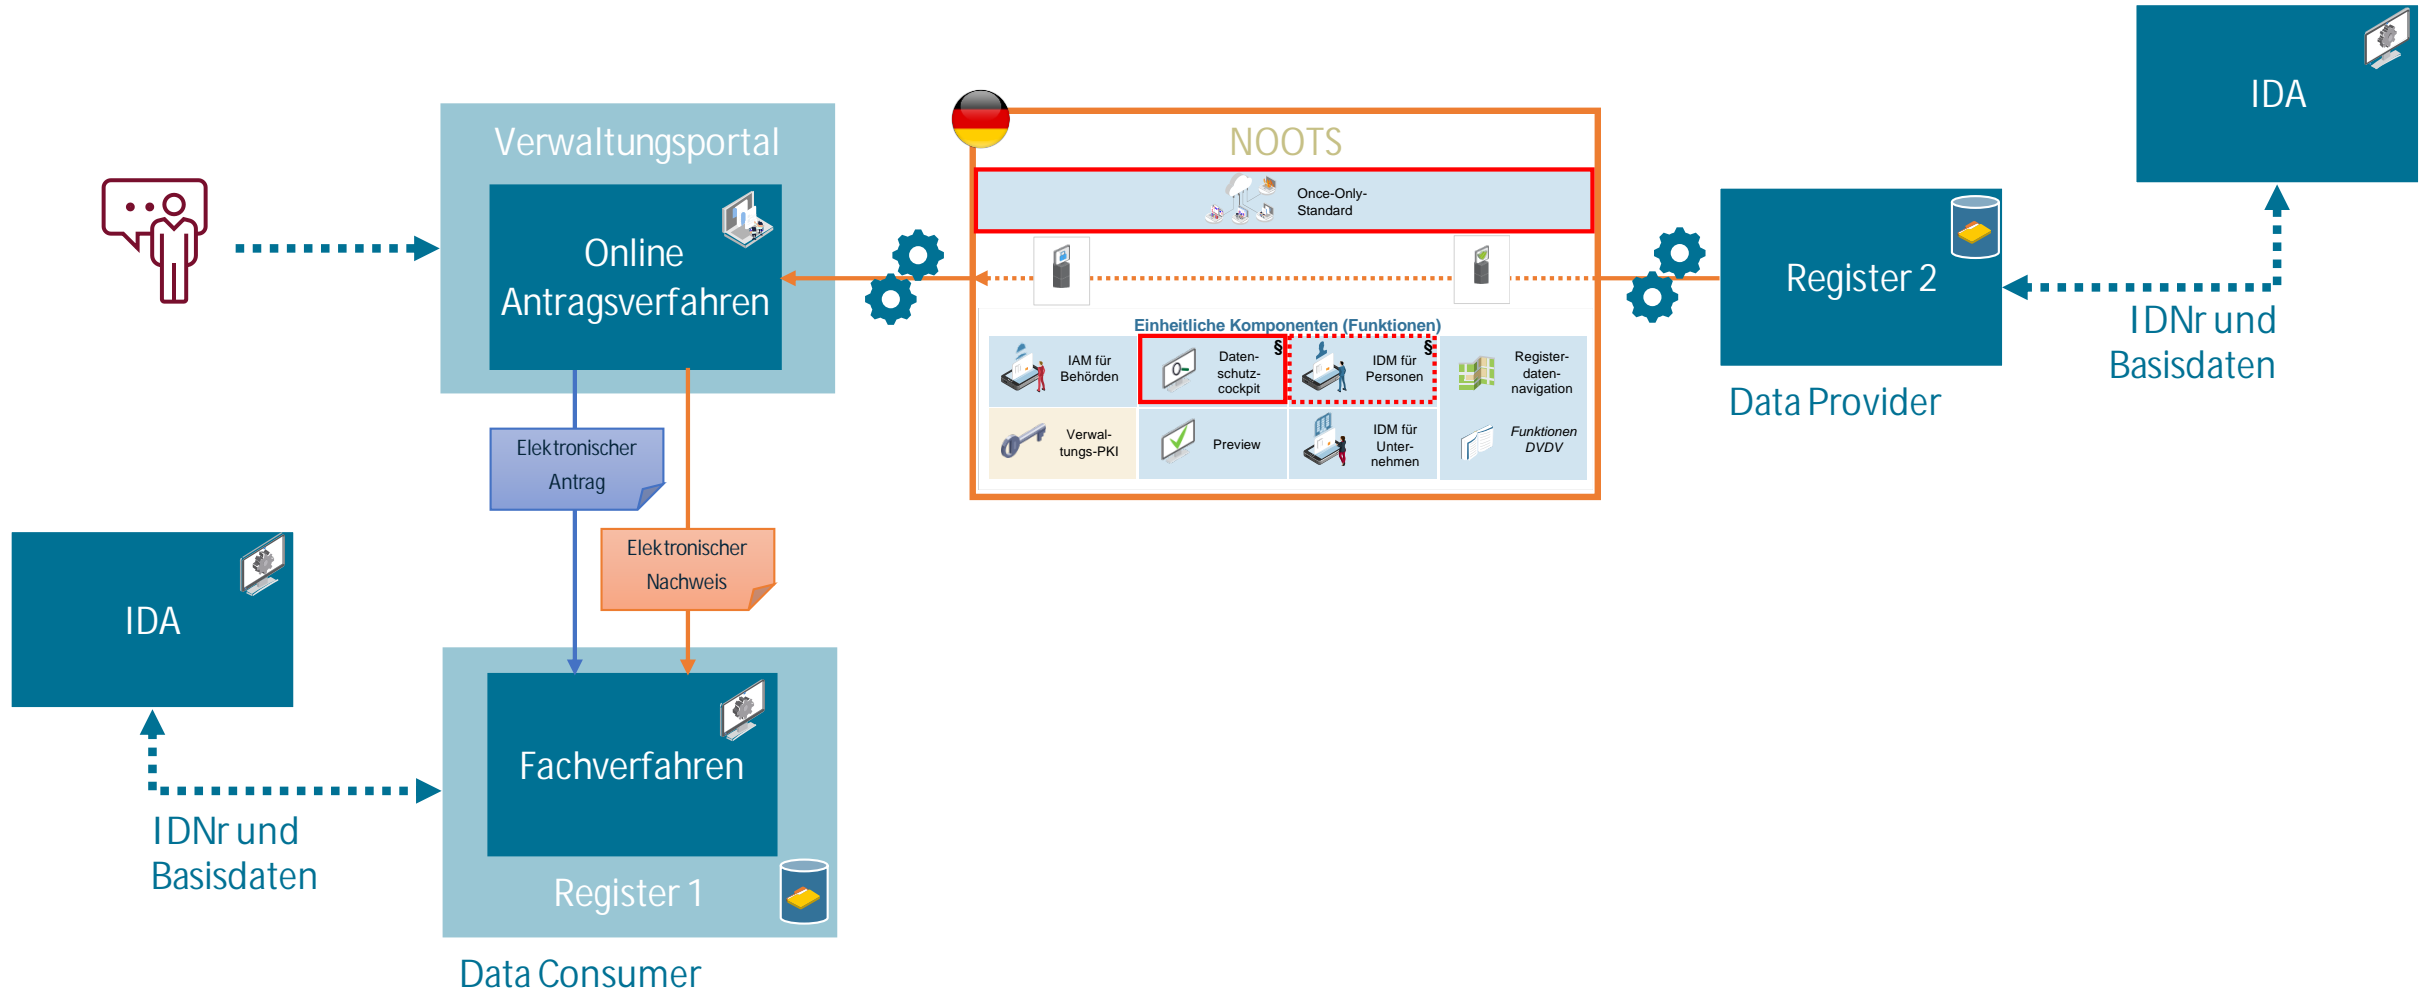 IDA
Verwaltungsportal
Online
Antragsverfahren
NOOTS
Once-Only-
Standard
Register 2
IDNr und
Basisdaten
Data Provider
Einheitliche Komponenten (Funktionen)
IAM für
Behörden
§
Daten-
schutz-
cockpit
§
IDM für
Personen
Register-
daten-
navigation
Verwal-
tungs-PKI
Preview
IDM für
Unter-
nehmen
Funktionen
DVDV
Elektronischer
Antrag
Elektronischer
Nachweis
IDA
IDNr und
Basisdaten
Fachverfahren
Register 1
Data Consumer